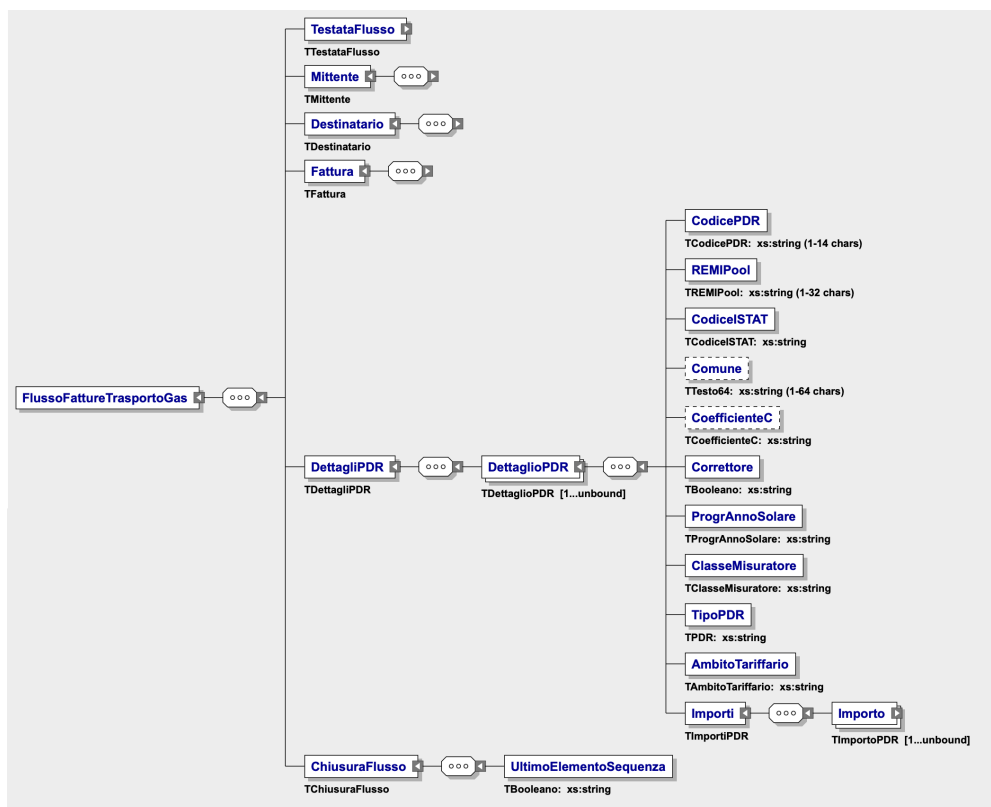 TestataFlusso
TTestataFlusso
Mittente
TMittente
Destinatario
TDestinatario
Fattura
TFattura
CodicePDR
TCodicePDR: xs:string (1-14 chars)
REMIPool
TREMIPool: xs:string (1-32 chars)
CodiceISTAT
TCodiceISTAT: xs:string
Comune
TTesto64: xs:string (1-64 chars)
FlussoFattureTrasportoGas
CoefficienteC
TCoefficienteC: xs:string
DettagliPDR
TDettagliPDR
DettaglioPDR
TDettaglioPDR [1...unbound]
Correttore
TBooleano: xs:string
ProgrAnnoSolare
TProgrAnnoSolare: xs:string
ClasseMisuratore
TClasseMisuratore: xs:string
TipoPDR
TPDR: xs:string
AmbitoTariffario
TAmbitoTariffario: xs:string
Importi
TImportiPDR
Importo
TImportoPDR [1...unbound]
ChiusuraFlusso
TChiusuraFlusso
UltimoElementoSequenza
TBooleano: xs:string